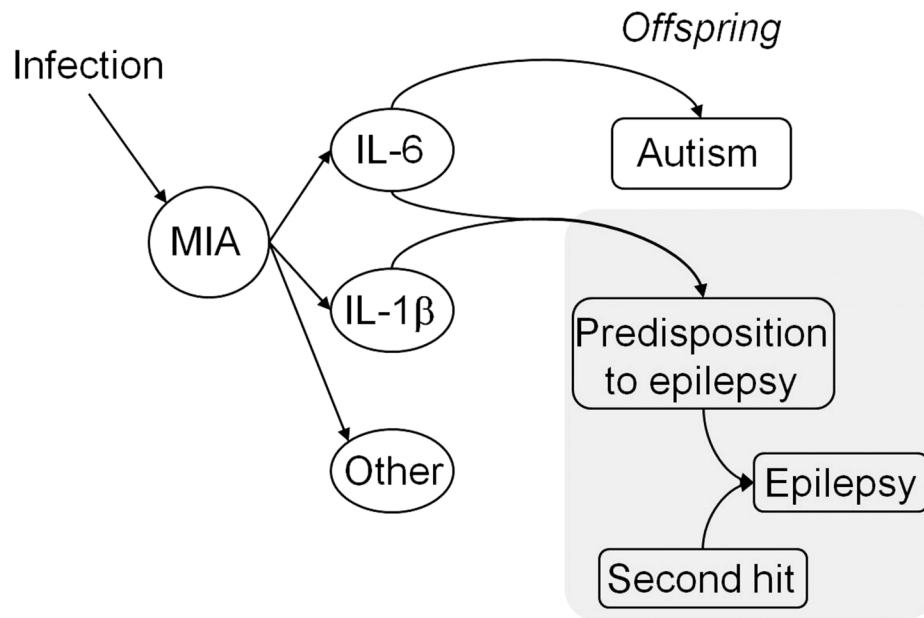 Offspring
Infection
IL-6
Autism
MIA
IL-1β
Predisposition
to epilepsy
Other
Epilepsy
Second hit